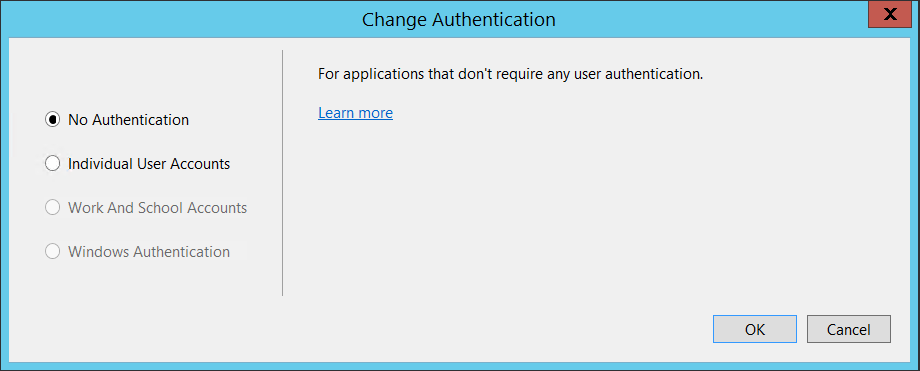 Change Authentication
X
For applications that don't require any user authentication.
Learn more
No Authentication
Individual User Accounts
Work And School Accounts
Windows Authentication
OK
Cancel